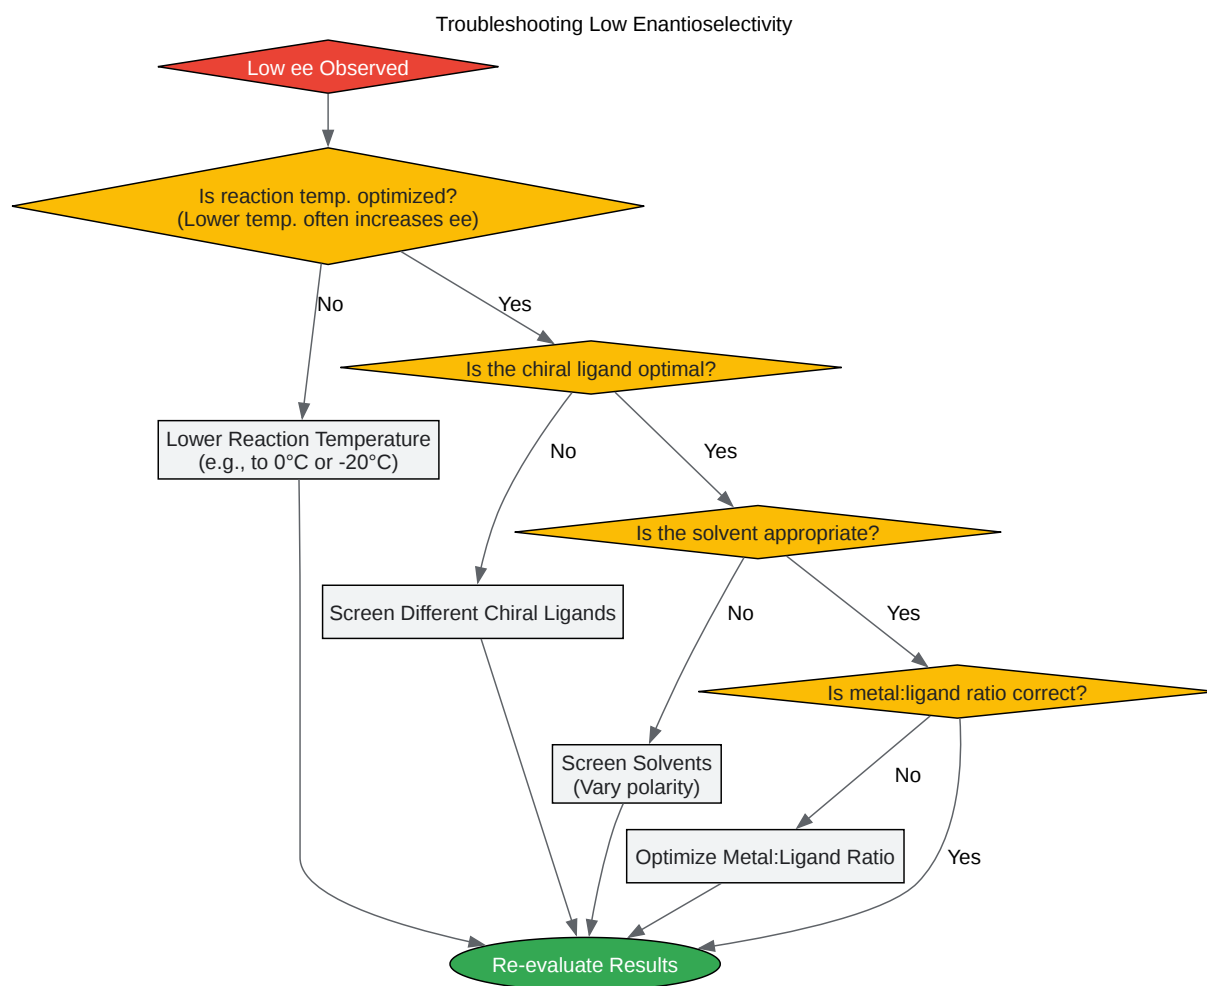 Troubleshooting Low Enantioselectivity
Low ee Observed
Is reaction temp. optimized?
(Lower temp. often increases ee)
No
Yes
Is the chiral ligand optimal?
Lower Reaction Temperature
(e.g., to 0°C or -20°C)
No
Yes
Is the solvent appropriate?
Screen Different Chiral Ligands
No
Yes
Is metal:ligand ratio correct?
Screen Solvents
(Vary polarity)
No
Optimize Metal:Ligand Ratio
Yes
Re-evaluate Results